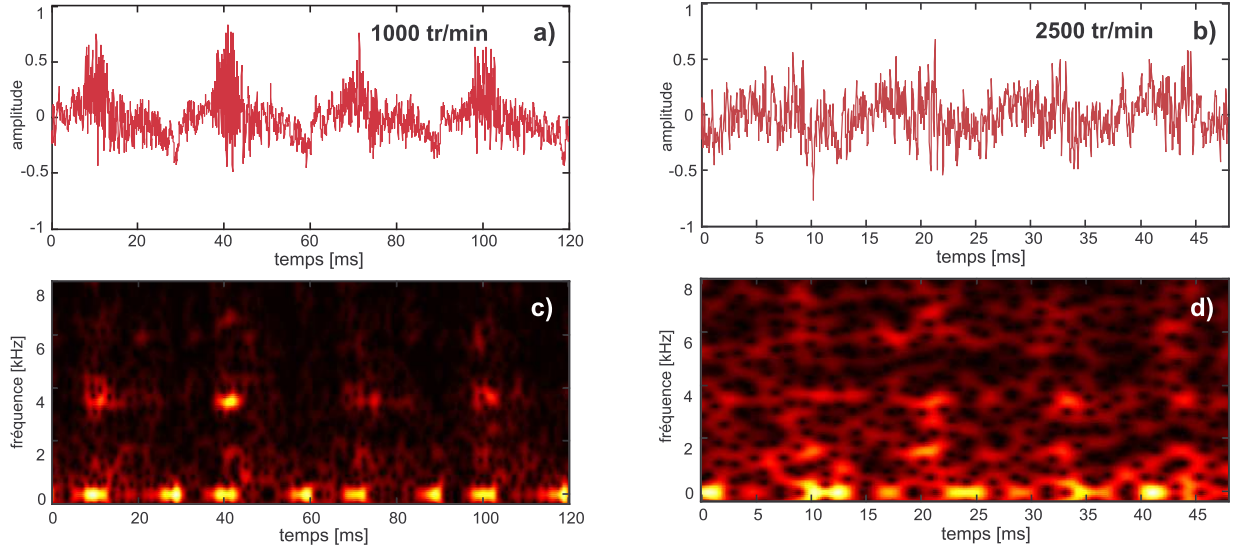 1000 tr/min
a)
amplitude
1
0.5
0
-0.5
-1
0 20 40 60 80 100 120
temps [ms]
2500 tr/min
b)
amplitude
1
0.5
0
-0.5
-1
0 5 10 15 20 25 30 35 40 45
temps [ms]
c)
fréquence [kHz]
8
6
4
2
0
0 20 40 60 80 100 120
temps [ms]
d)
fréquence [kHz]
8
6
4
2
0
0 5 10 15 20 25 30 35 40 45
temps [ms]